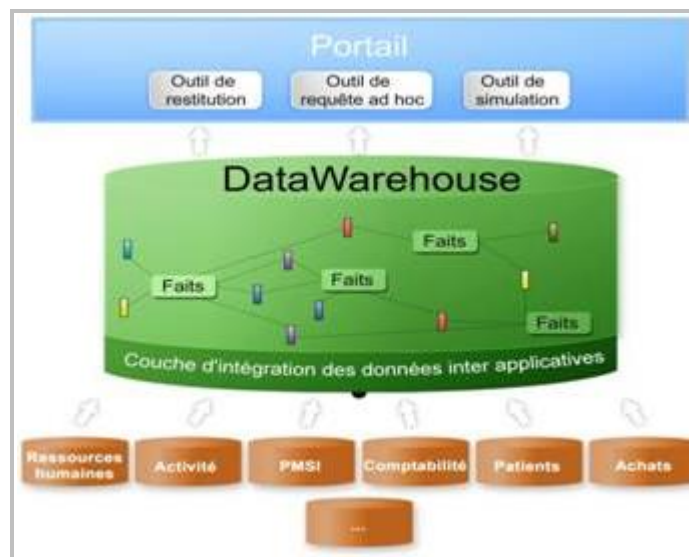 Portail
Outil de
restitution
Outil de
requête ad hoc
Outil de
simulation
DataWarehouse
Faits
Faits
Faits
Faits
Couche d'intégration des données inter applicatives
Ressources
humaines
Activité
PMSI
Comptabilité
Patients
Achats
...